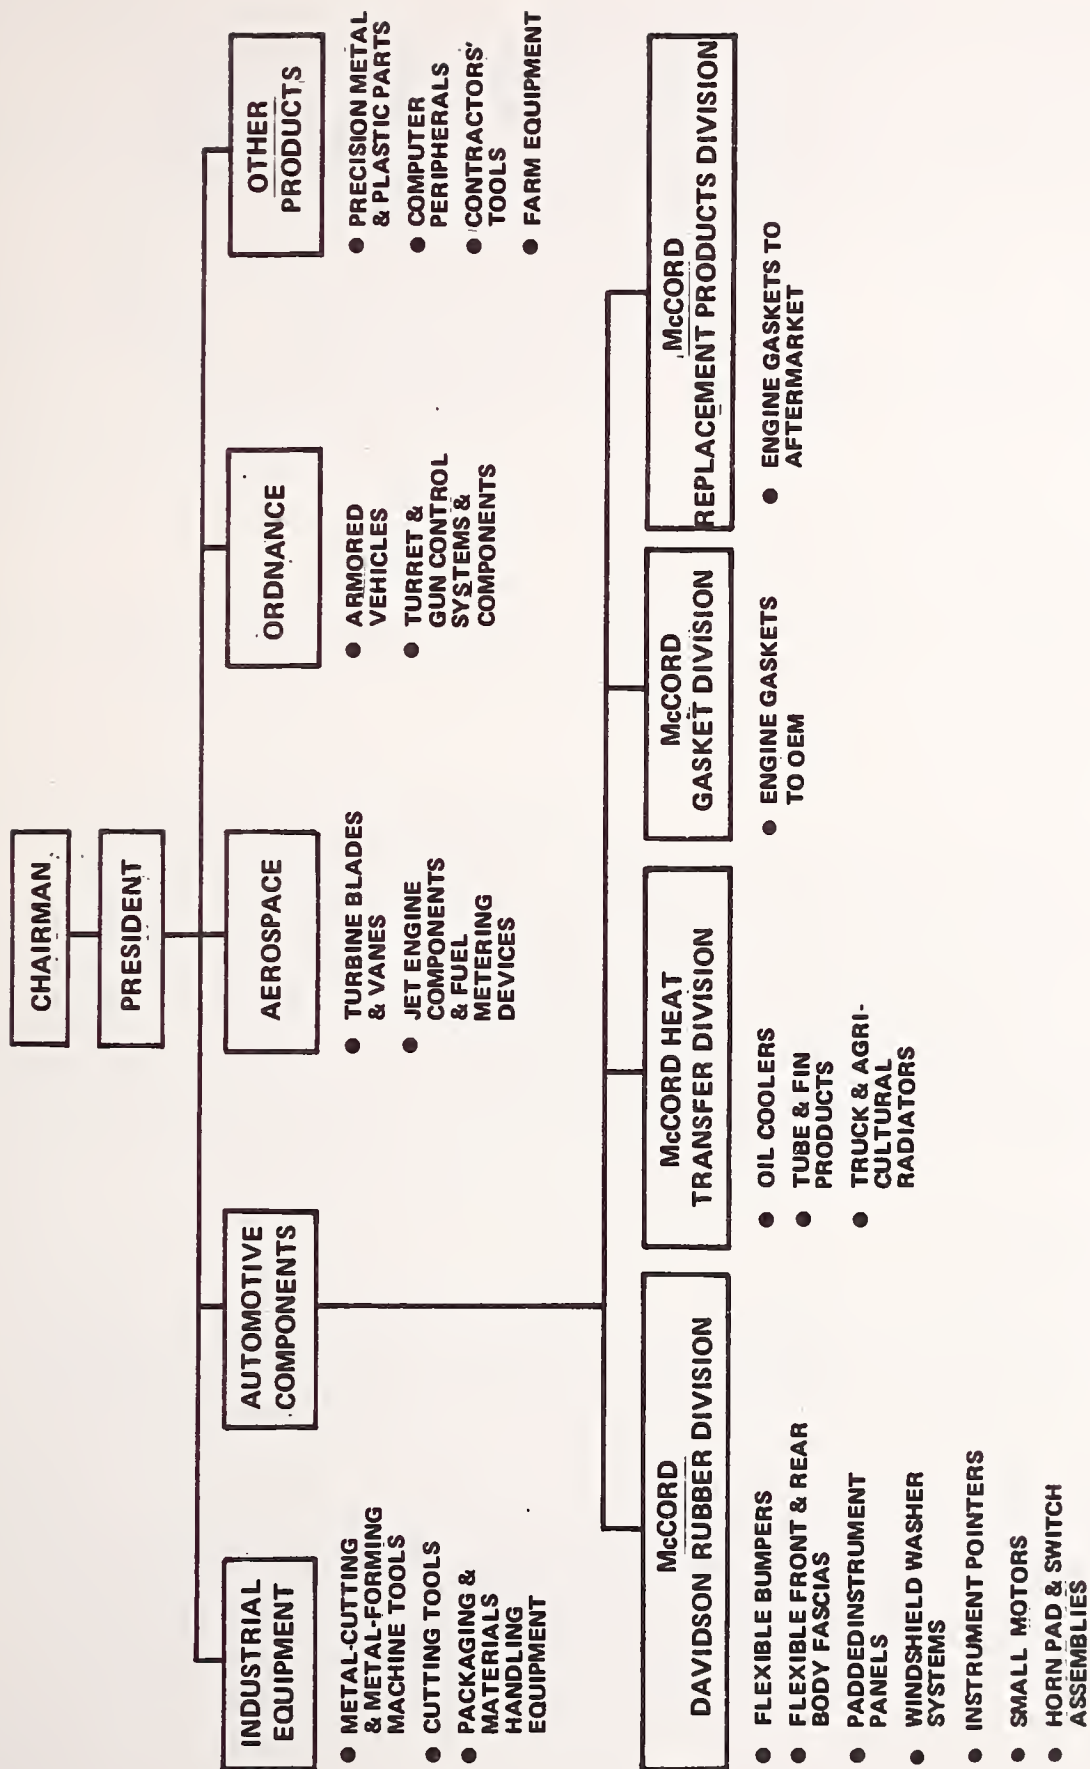 CHAIRMAN
PRESIDENT
INDUSTRIAL
EQUIPMENT
● METAL-CUTTING
& METAL-FORMING
MACHINE TOOLS
● CUTTING TOOLS
● PACKAGING &
MATERIALS
HANDLING
EQUIPMENT
AUTOMOTIVE
COMPONENTS
AEROSPACE
● TURBINE BLADES
& VANES
● JET ENGINE
COMPONENTS
& FUEL
METERING
DEVICES
ORDNANCE
● ARMORED
VEHICLES
● TURRET &
GUN CONTROL
SYSTEMS &
COMPONENTS
OTHER
PRODUCTS
● PRECISION METAL
& PLASTIC PARTS
● COMPUTER
PERIPHERALS
● CONTRACTORS'
TOOLS
● FARM EQUIPMENT
McCORD
DAVIDSON RUBBER DIVISION
● FLEXIBLE BUMPERS
● FLEXIBLE FRONT & REAR
BODY FASCIAS
● PADDEDINSTRUMENT
PANELS
● WINDSHIELD WASHER
SYSTEMS
● INSTRUMENT POINTERS
● SMALL MOTORS
● HORN PAD & SWITCH
ASSEMBLIES
McCORD HEAT
TRANSFER DIVISION
● OIL COOLERS
● TUBE & FIN
PRODUCTS
● TRUCK & AGRI-
CULTURAL
RADIATORS
McCORD
GASKET DIVISION
● ENGINE GASKETS
TO OEM
McCORD
REPLACEMENT PRODUCTS DIVISION
● ENGINE GASKETS TO
AFTERMARKET